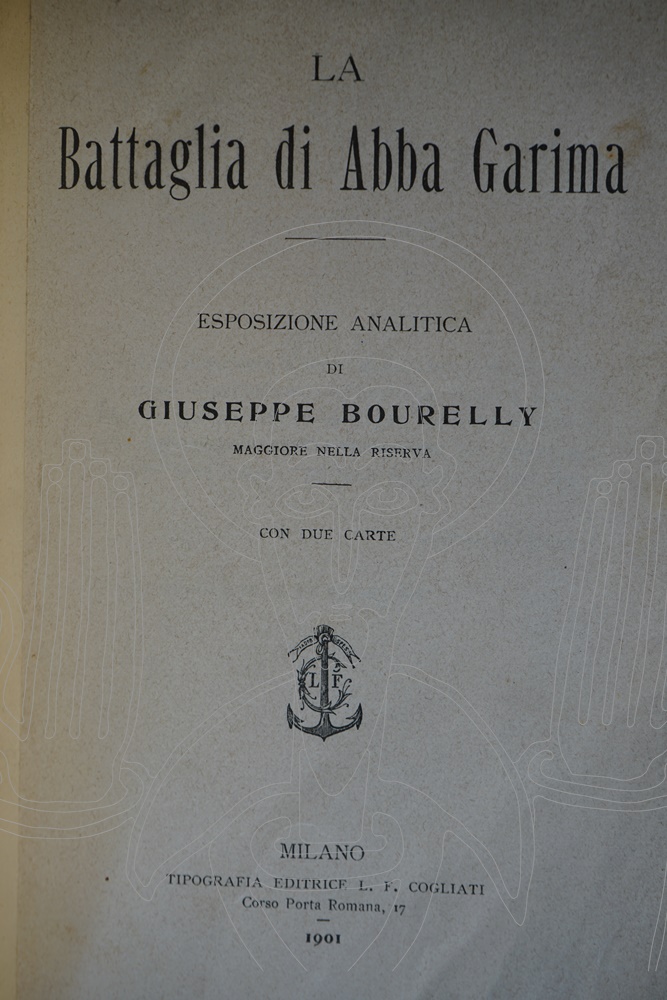 LA
Battaglia di Abba Garima
ESPOSIZIONE ANALITICA
DI
GIUSEPPE BOURELLY
MAGGIORE NELLA RISERVA
CON DUE CARTE
L F
MILANO
TIPOGRAFIA EDITRICE L. F. COGLIATI
Corso Porta Romana, 17
1901